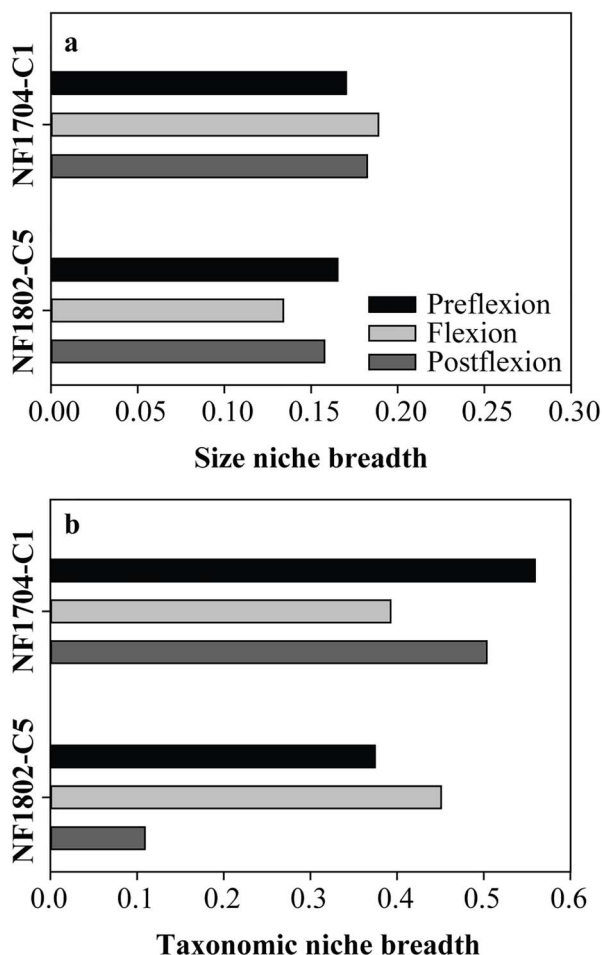 a
NF1704-C1
NF1802-C5
Preflexion
Flexion
Postflexion
0.00 0.05 0.10 0.15 0.20 0.25 0.30
Size niche breadth
b
NF1704-C1
NF1802-C5
0.0 0.1 0.2 0.3 0.4 0.5 0.6
Taxonomic niche breadth